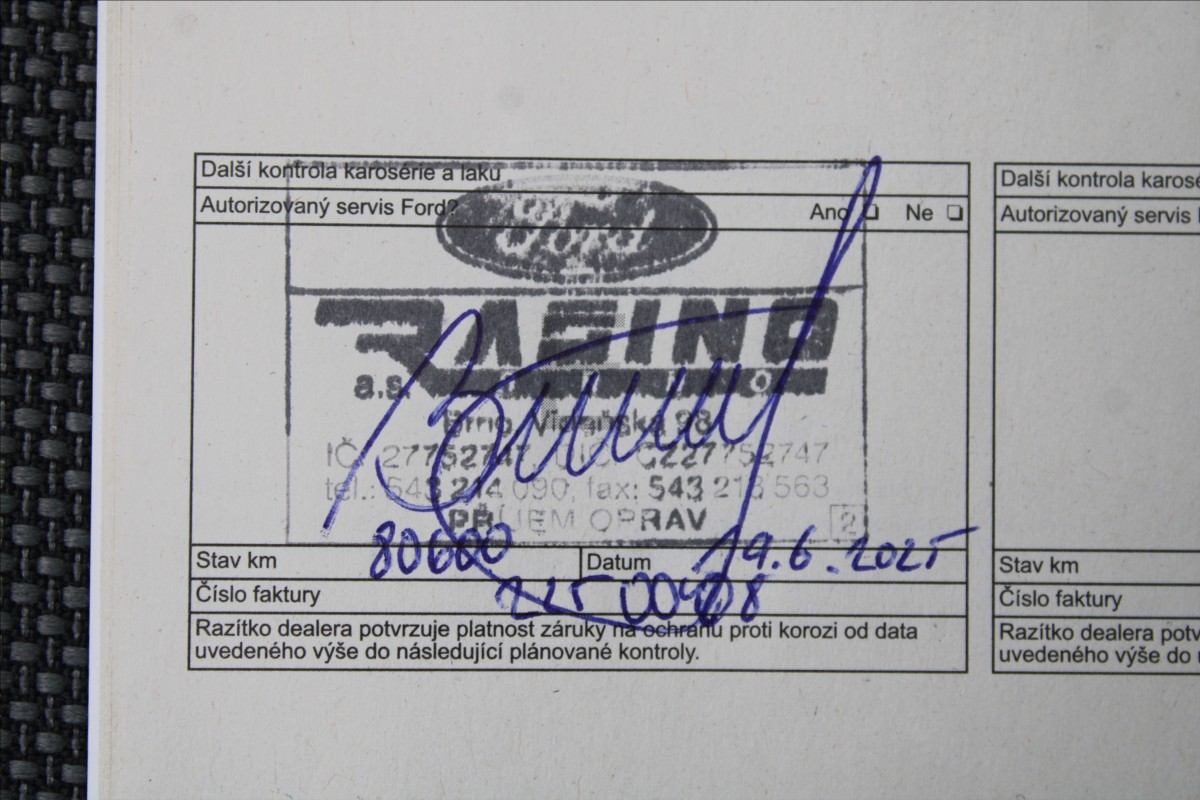 Další kontrola karosérie a laku
Autorizovaný servis Ford? Ano ❏ Ne ❏
Ford
RACING
a.s.
Brno, Vídeňská 98
IČ: 27752747, DIČ: CZ27752747
tel.: 543 214 090, fax: 543 213 563
PŘÍJEM OPRAV 2
Stav km 80600 Datum 19.6.2025
Číslo faktury
Razítko dealera potvrzuje platnost záruky na ochranu proti korozi od data
uvedeného výše do následující plánované kontroly.
Další kontrola karosé
Autorizovaný servis
Stav km
Číslo faktury
Razítko dealera potv
uvedeného výše do